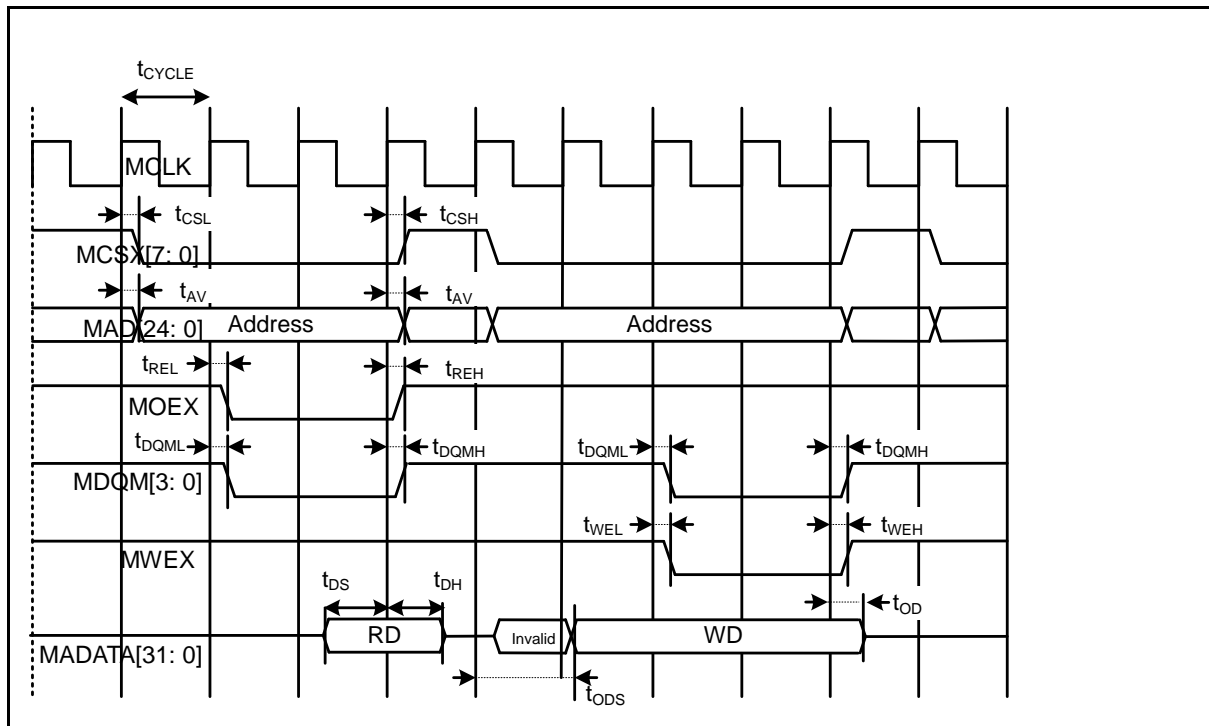 tCYCLE
MCLK
tCSL tCSH
MCSX[7: 0]
tAV tAV
MAD[24: 0] Address Address
tREL tREH
MOEX
tDQML tDQMH tDQML tDQMH
MDQM[3: 0]
tWEL tWEH
MWEX
tDS tDH
tOD
RD Invalid WD
MADATA[31: 0]
tODS